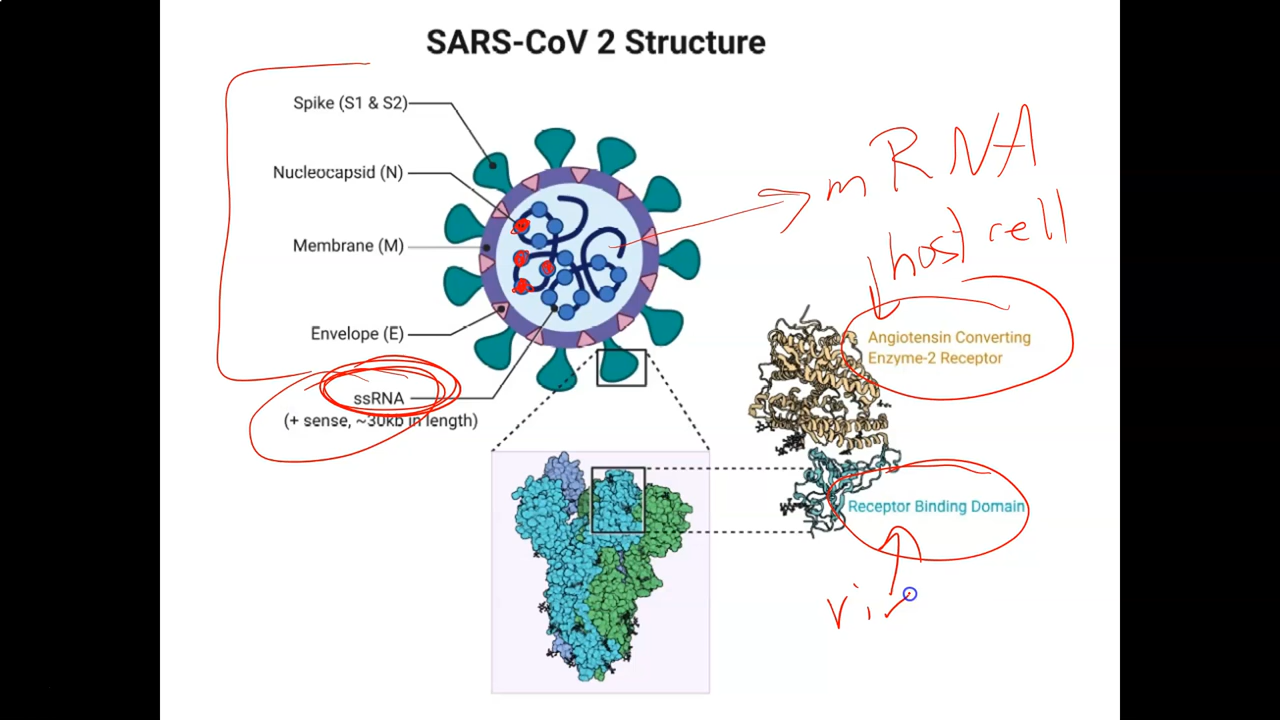 SARS-CoV 2 Structure
Spike (S1 & S2)
Nucleocapsid (N)
Membrane (M)
Envelope (E)
ssRNA
(+ sense, ~30kb in length)
mRNA
host cell
Angiotensin Converting
Enzyme-2 Receptor
Receptor Binding Domain
vi